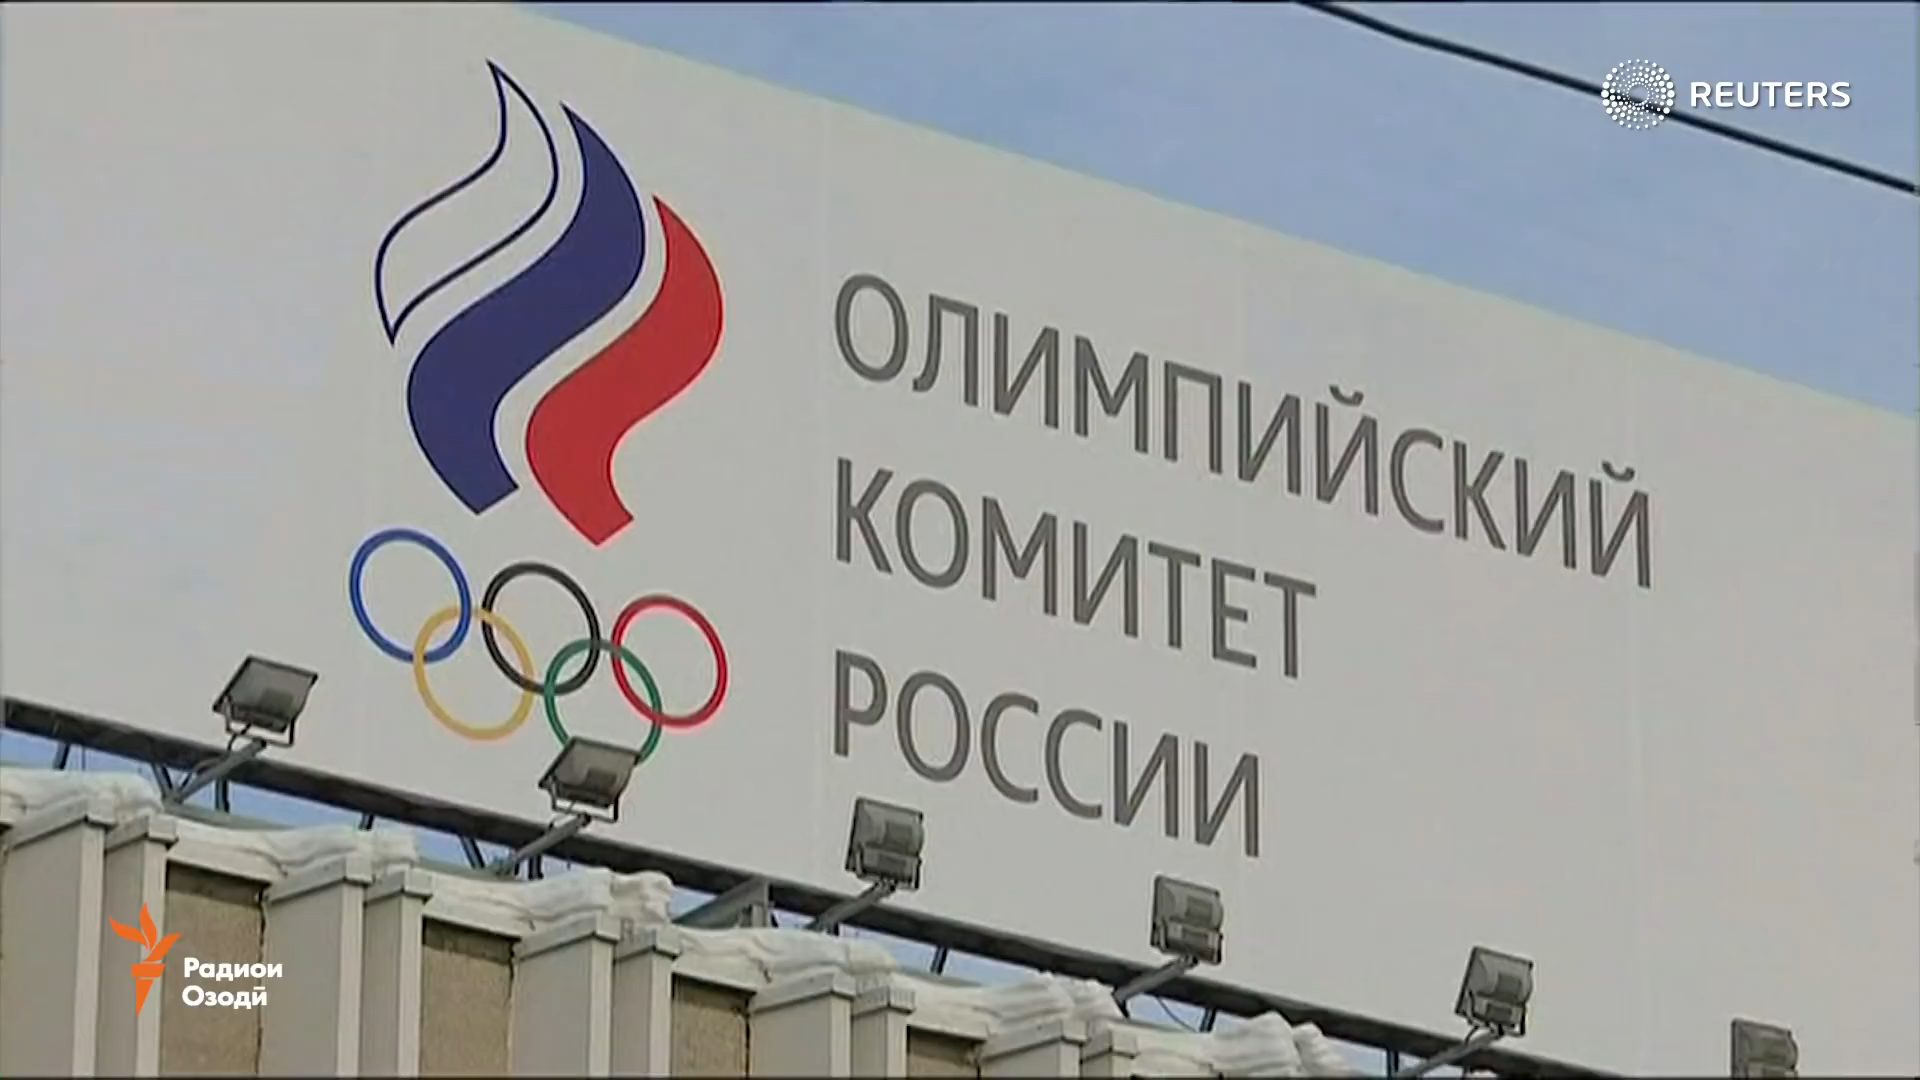 REUTERS
ОЛИМПИЙСКИЙ
КОМИТЕТ
РОССИИ
Радиои
Озодӣ